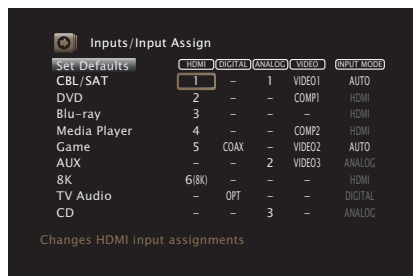 Inputs/Input Assign
Set Defaults HDMI DIGITAL ANALOG VIDEO INPUT MODE
CBL/SAT 1 – 1 VIDEO1 AUTO
DVD 2 – – COMP1 HDMI
Blu-ray 3 – – – HDMI
Media Player 4 – – COMP2 HDMI
Game 5 COAX – VIDEO2 AUTO
AUX – – 2 VIDEO3 ANALOG
8K 6(8K) – – – HDMI
TV Audio – OPT – – DIGITAL
CD – – 3 – ANALOG
Changes HDMI input assignments